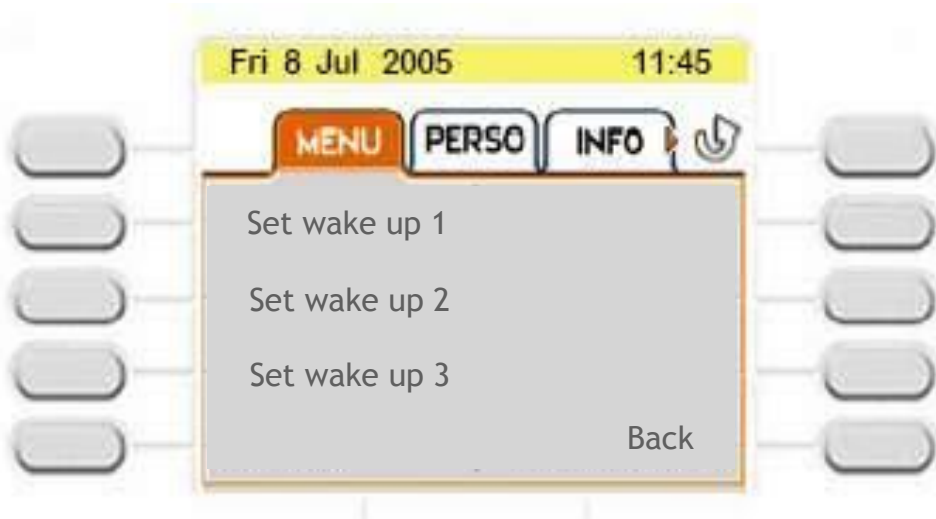 Fri 8 Jul 2005 11:45
MENU PERSO INFO
Set wake up 1
Set wake up 2
Set wake up 3
Back